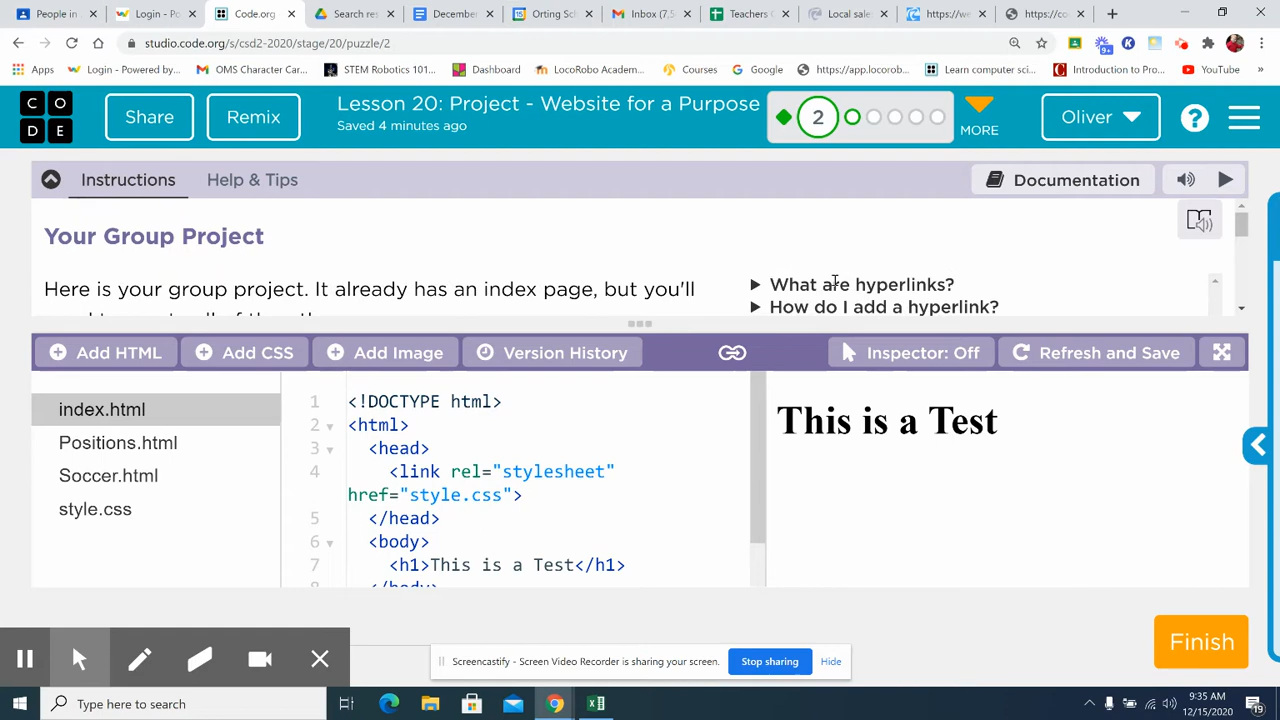 People in
Login - Po
Code.org
Search res
December
Orting Sch
Inbox (7,5
Teachers C
Local sale
https://we
https://co
studio.code.org/s/csd2-2020/stage/20/puzzle/2
Apps
Login - Powered by...
OMS Character Car...
STEM Robotics 101...
Dashboard
LocoRobo Academ...
Courses
Google
https://app.locorob...
Learn computer sci...
Introduction to Pro...
YouTube
C O
D E
Share
Remix
Lesson 20: Project - Website for a Purpose
Saved 4 minutes ago
2
MORE
Oliver
?
Instructions
Help & Tips
Documentation
Your Group Project
Here is your group project. It already has an index page, but you'll
What are hyperlinks?
How do I add a hyperlink?
Add HTML
Add CSS
Add Image
Version History
Inspector: Off
Refresh and Save
index.html
Positions.html
Soccer.html
style.css
1 <!DOCTYPE html>
2 <html>
3 <head>
4 <link rel="stylesheet"
href="style.css">
5 </head>
6 <body>
7 <h1>This is a Test</h1>
8 </body>
This is a Test
Finish
Screencastify - Screen Video Recorder is sharing your screen.
Stop sharing
Hide
Type here to search
9:35 AM
12/15/2020
19